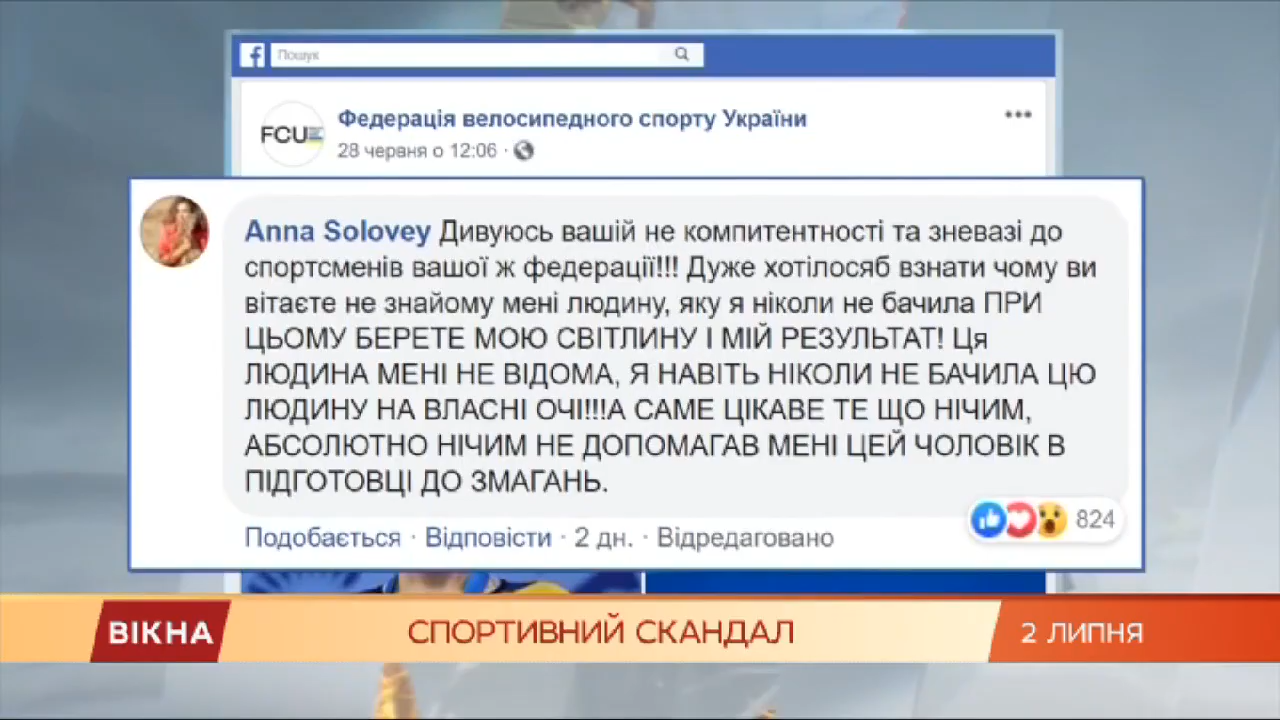 Пошук
FCU
Федерація велосипедного спорту України
28 червня о 12:06 ·
Anna Solovey Дивуюсь вашій не компитентності та зневазі до
спортсменів вашої ж федерації!!! Дуже хотілосяб взнати чому ви
вітаєте не знайому мені людину, яку я ніколи не бачила ПРИ
ЦЬОМУ БЕРЕТЕ МОЮ СВІТЛИНУ І МІЙ РЕЗУЛЬТАТ! Ця
ЛЮДИНА МЕНІ НЕ ВІДОМА, Я НАВІТЬ НІКОЛИ НЕ БАЧИЛА ЦЮ
ЛЮДИНУ НА ВЛАСНІ ОЧІ!!!А САМЕ ЦІКАВЕ ТЕ ЩО НІЧИМ,
АБСОЛЮТНО НІЧИМ НЕ ДОПОМАГАВ МЕНІ ЦЕЙ ЧОЛОВІК В
ПІДГОТОВЦІ ДО ЗМАГАНЬ.
824
Подобається · Відповісти · 2 дн. · Відредаговано
ВІКНА СПОРТИВНИЙ СКАНДАЛ 2 ЛИПНЯ